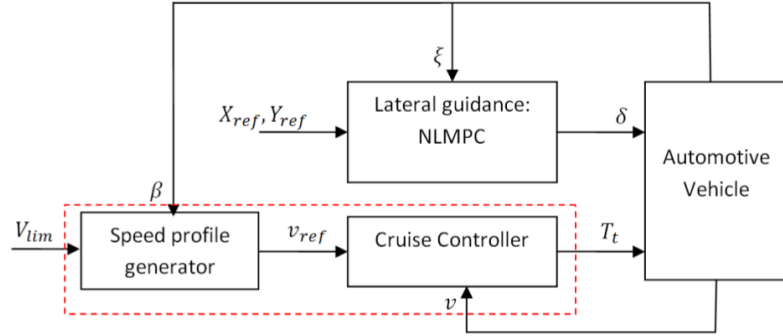 ξ
Lateral guidance:
NLMPC
X_ref, Y_ref
δ
Automotive
Vehicle
β
V_lim
Speed profile
generator
v_ref
Cruise Controller
T_t
v